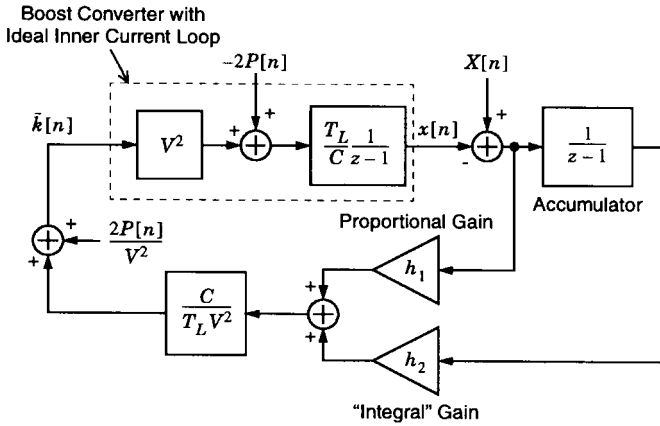 Boost Converter with
Ideal Inner Current Loop
-2P[n]
X[n]
k̃[n]
V²
+
+
T_L/C 1/(z-1)
x[n]
+
-
1/(z-1)
Accumulator
Proportional Gain
+
+
2P[n]/V²
h₁
C/(T_L V²)
+
+
h₂
"Integral" Gain